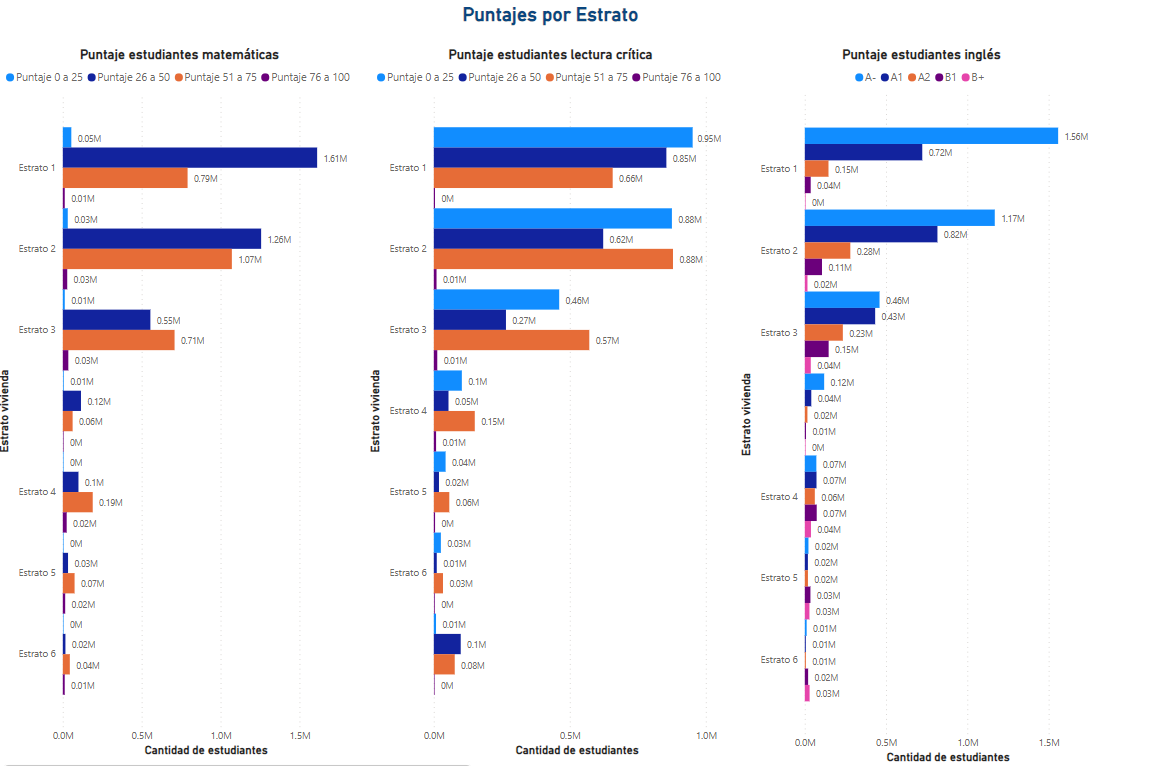 Puntajes por Estrato
Puntaje estudiantes matemáticas
Puntaje 0 a 25 Puntaje 26 a 50 Puntaje 51 a 75 Puntaje 76 a 100
Estrato vivienda
Estrato 1
0.05M
1.61M
0.79M
0.01M
Estrato 2
0.03M
1.26M
1.07M
0.03M
Estrato 3
0.01M
0.55M
0.71M
0.03M
0.01M
0.12M
0.06M
0M
Estrato 4
0M
0.1M
0.19M
0.02M
Estrato 5
0M
0.03M
0.07M
0.02M
Estrato 6
0M
0.02M
0.04M
0.01M
0.0M 0.5M 1.0M 1.5M
Cantidad de estudiantes
Puntaje estudiantes lectura crítica
Puntaje 0 a 25 Puntaje 26 a 50 Puntaje 51 a 75 Puntaje 76 a 100
Estrato vivienda
Estrato 1
0.95M
0.85M
0.66M
0M
Estrato 2
0.88M
0.62M
0.88M
0.01M
Estrato 3
0.46M
0.27M
0.57M
0.01M
Estrato 4
0.1M
0.05M
0.15M
0.01M
Estrato 5
0.04M
0.02M
0.06M
0M
Estrato 6
0.03M
0.01M
0.03M
0M
0.01M
0.1M
0.08M
0M
0.0M 0.5M 1.0M
Cantidad de estudiantes
Puntaje estudiantes inglés
A- A1 A2 B1 B+
Estrato vivienda
Estrato 1
1.56M
0.72M
0.15M
0.04M
0M
Estrato 2
1.17M
0.82M
0.28M
0.11M
0.02M
Estrato 3
0.46M
0.43M
0.23M
0.15M
0.04M
0.12M
0.04M
0.02M
0.01M
0M
Estrato 4
0.07M
0.07M
0.06M
0.07M
0.04M
Estrato 5
0.02M
0.02M
0.02M
0.03M
0.03M
Estrato 6
0.01M
0.01M
0.01M
0.02M
0.03M
0.0M 0.5M 1.0M 1.5M
Cantidad de estudiantes